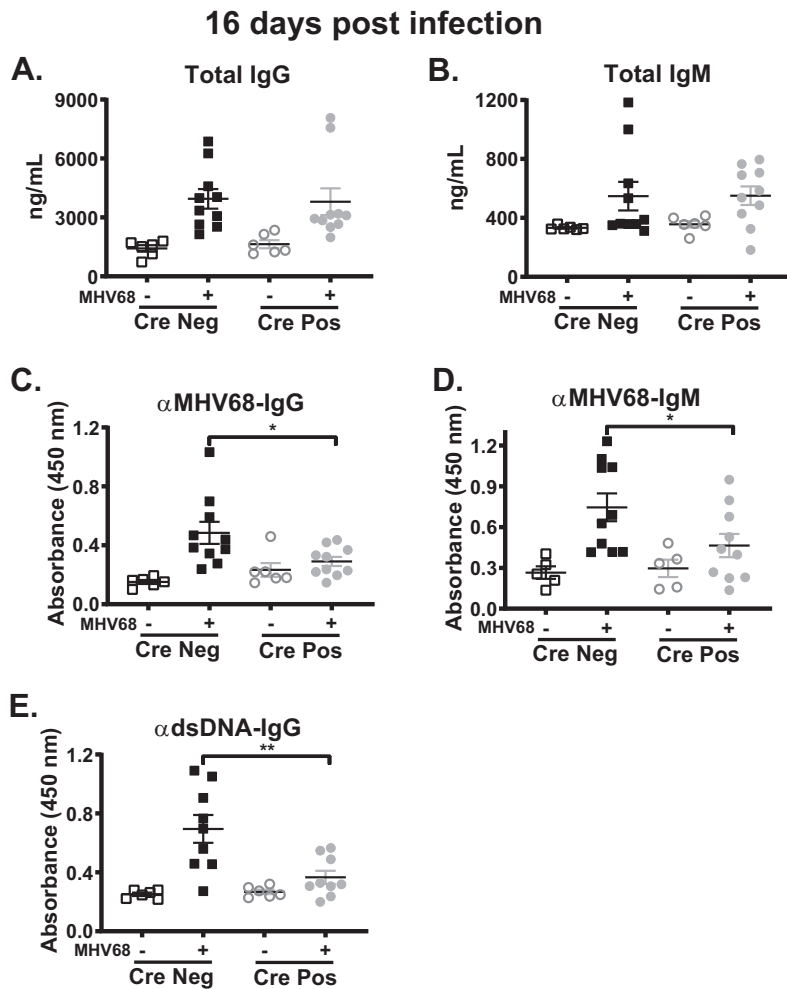 16 days post infection
A.
Total IgG
ng/mL
9000
6000
3000
0
MHV68 - + - +
Cre Neg Cre Pos
B.
Total IgM
ng/mL
1200
800
400
0
MHV68 - + - +
Cre Neg Cre Pos
C.
αMHV68-IgG
Absorbance (450 nm)
1.2
0.8
0.4
0.0
*
MHV68 - + - +
Cre Neg Cre Pos
D.
αMHV68-IgM
Absorbance (450 nm)
1.2
0.9
0.6
0.3
0.0
*
MHV68 - + - +
Cre Neg Cre Pos
E.
αdsDNA-IgG
Absorbance (450 nm)
1.2
0.8
0.4
0.0
**
MHV68 - + - +
Cre Neg Cre Pos